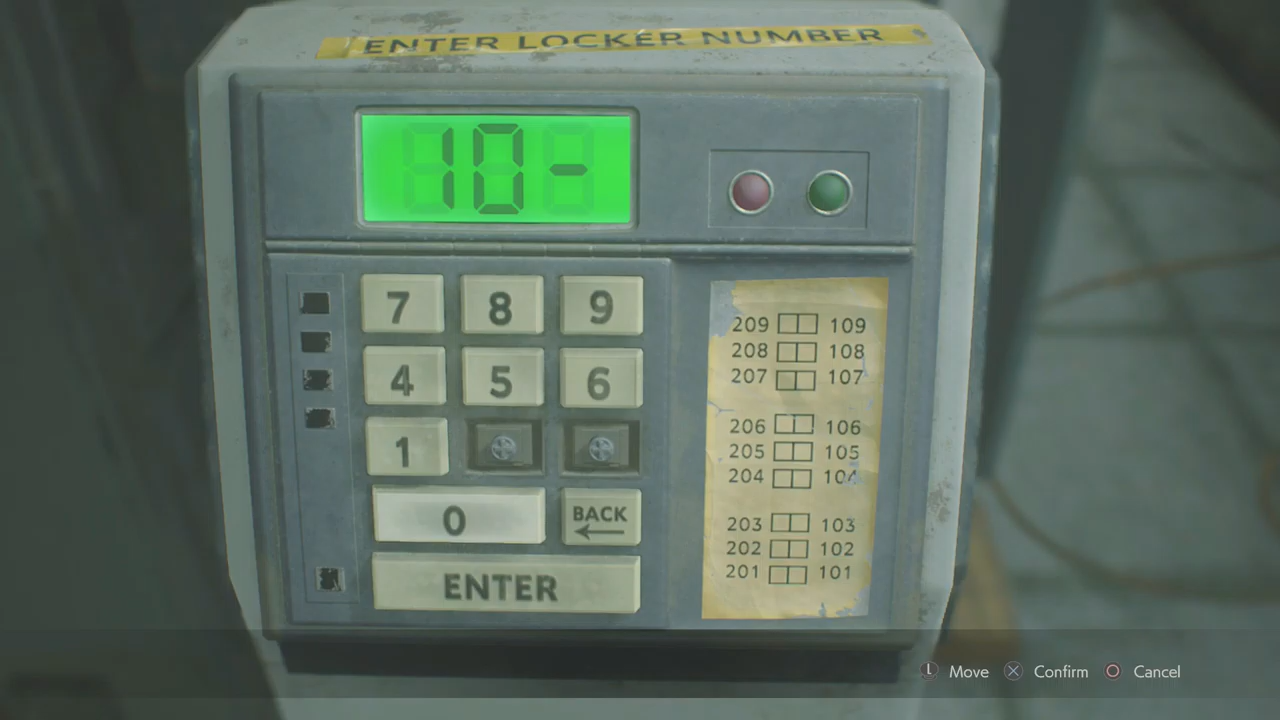 ENTER LOCKER NUMBER
10-
7 8 9
4 5 6
1
0 BACK
ENTER
209 109
208 108
207 107
206 106
205 105
204 104
203 103
202 102
201 101
L Move X Confirm O Cancel